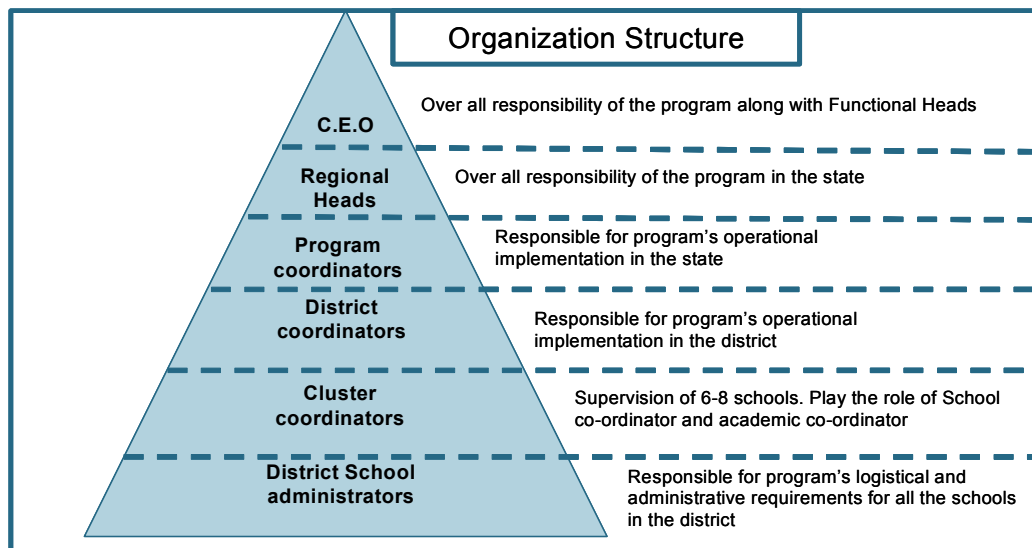 Organization Structure
C.E.O
Over all responsibility of the program along with Functional Heads
Regional
Heads
Over all responsibility of the program in the state
Program
coordinators
Responsible for program's operational
implementation in the state
District
coordinators
Responsible for program's operational
implementation in the district
Cluster
coordinators
Supervision of 6-8 schools. Play the role of School
co-ordinator and academic co-ordinator
District School
administrators
Responsible for program's logistical and
administrative requirements for all the schools
in the district